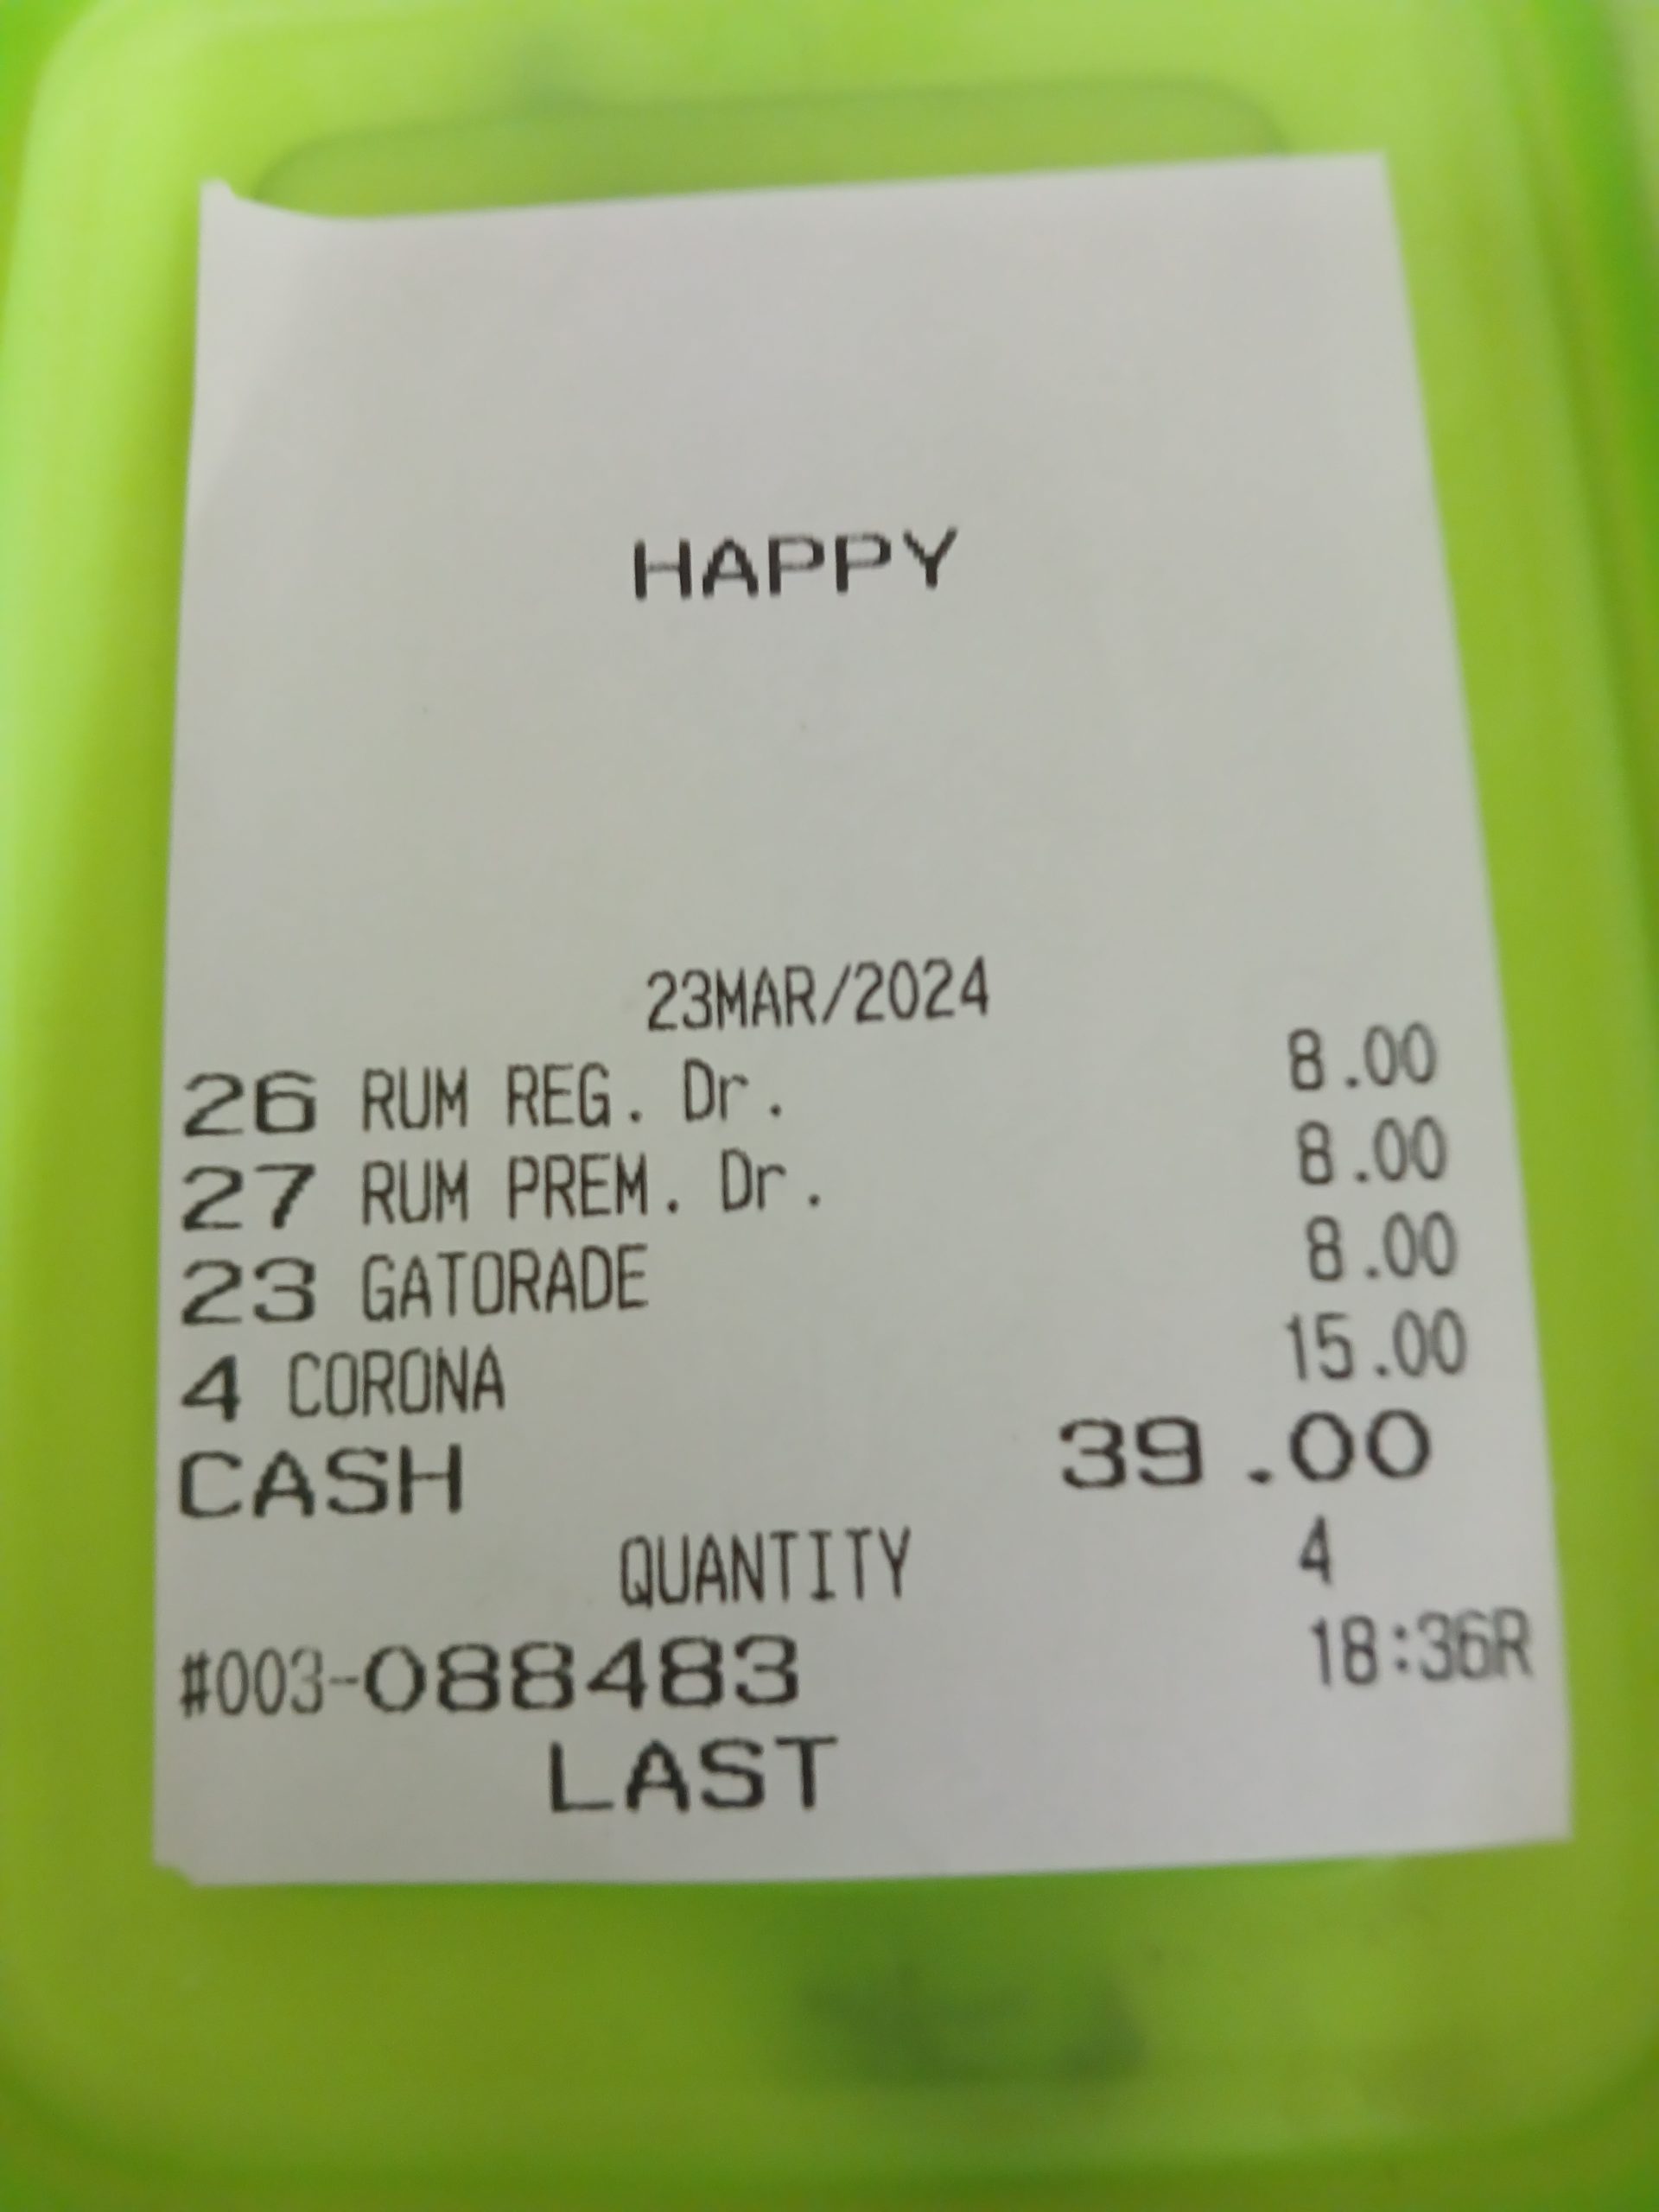 HAPPY
23MAR/2024
26 RUM REG. Dr. 8.00
27 RUM PREM. Dr. 8.00
23 GATORADE 8.00
4 CORONA 15.00
CASH 39.00
QUANTITY 4
#003-088483 18:36R
LAST